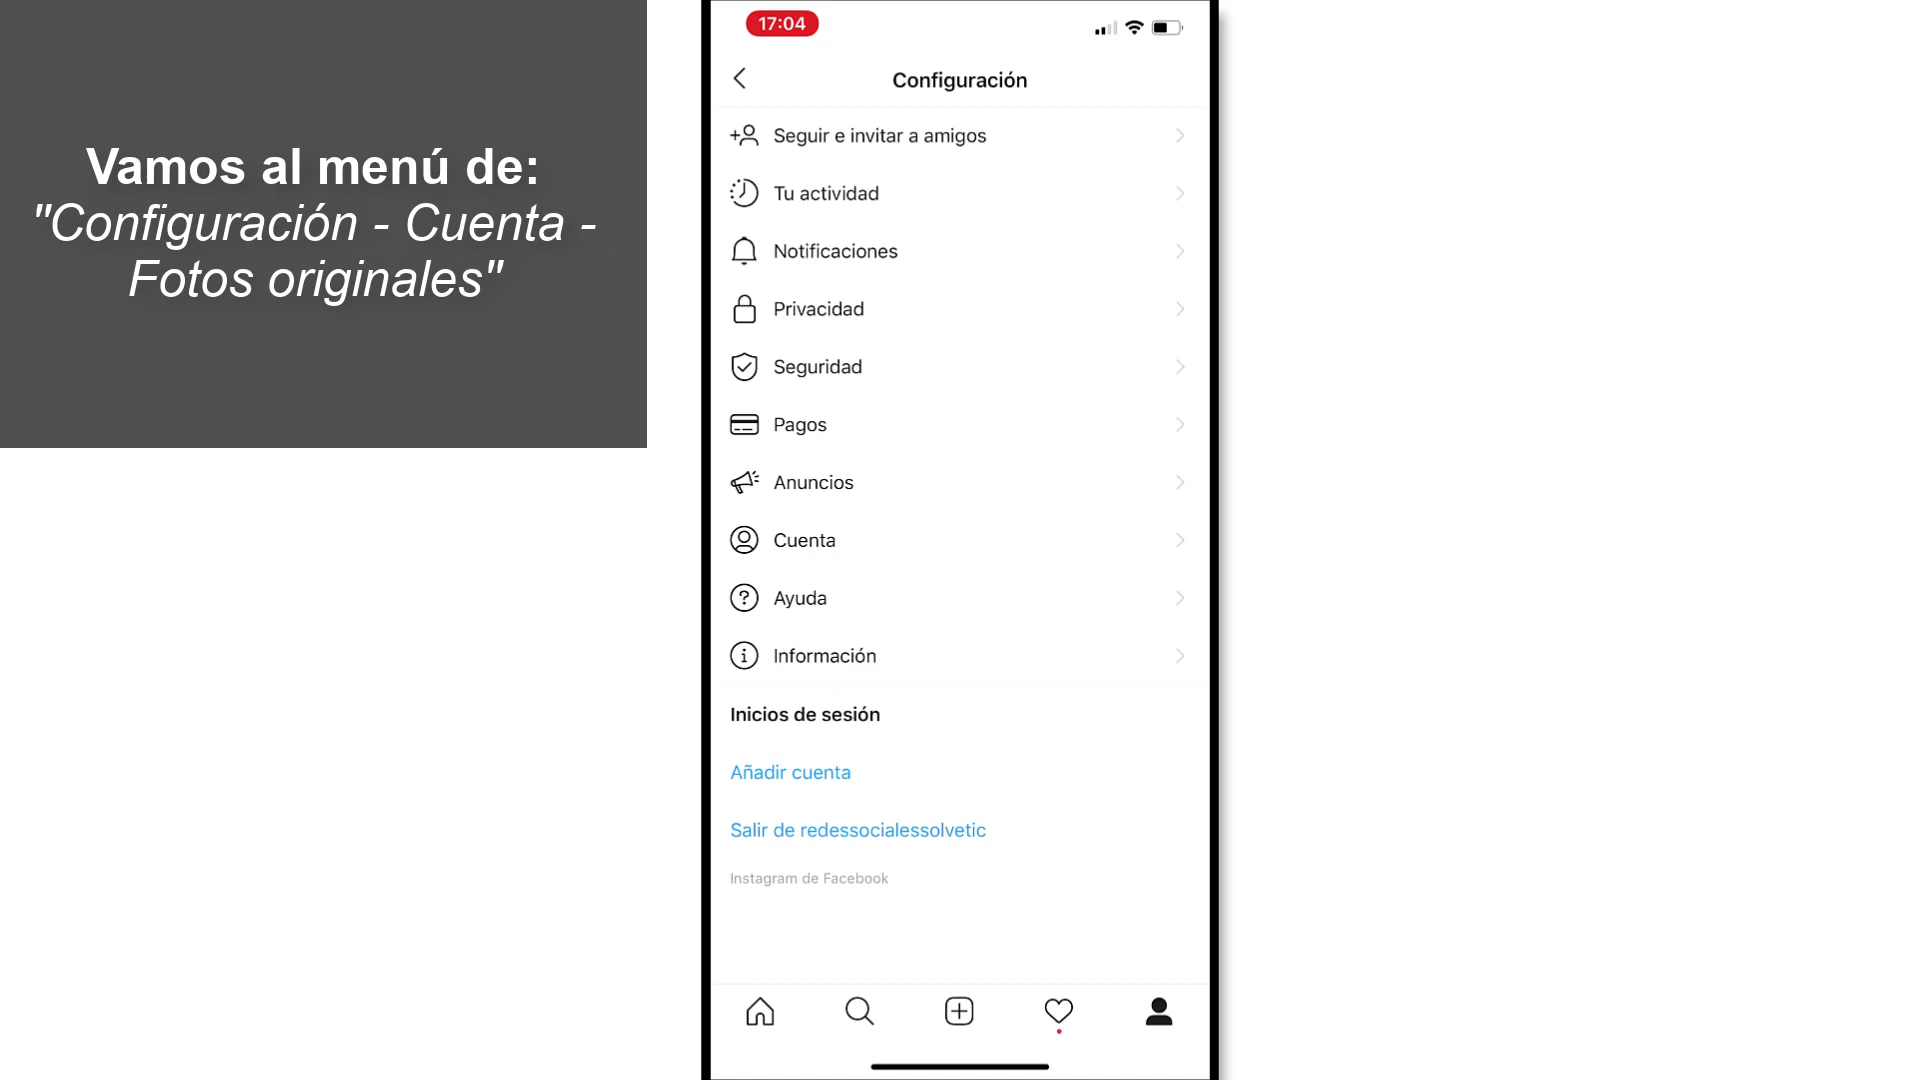 Vamos al menú de:
"Configuración - Cuenta -
Fotos originales"
17:04
Configuración
Seguir e invitar a amigos
Tu actividad
Notificaciones
Privacidad
Seguridad
Pagos
Anuncios
Cuenta
Ayuda
Información
Inicios de sesión
Añadir cuenta
Salir de redessocialessolvetic
Instagram de Facebook